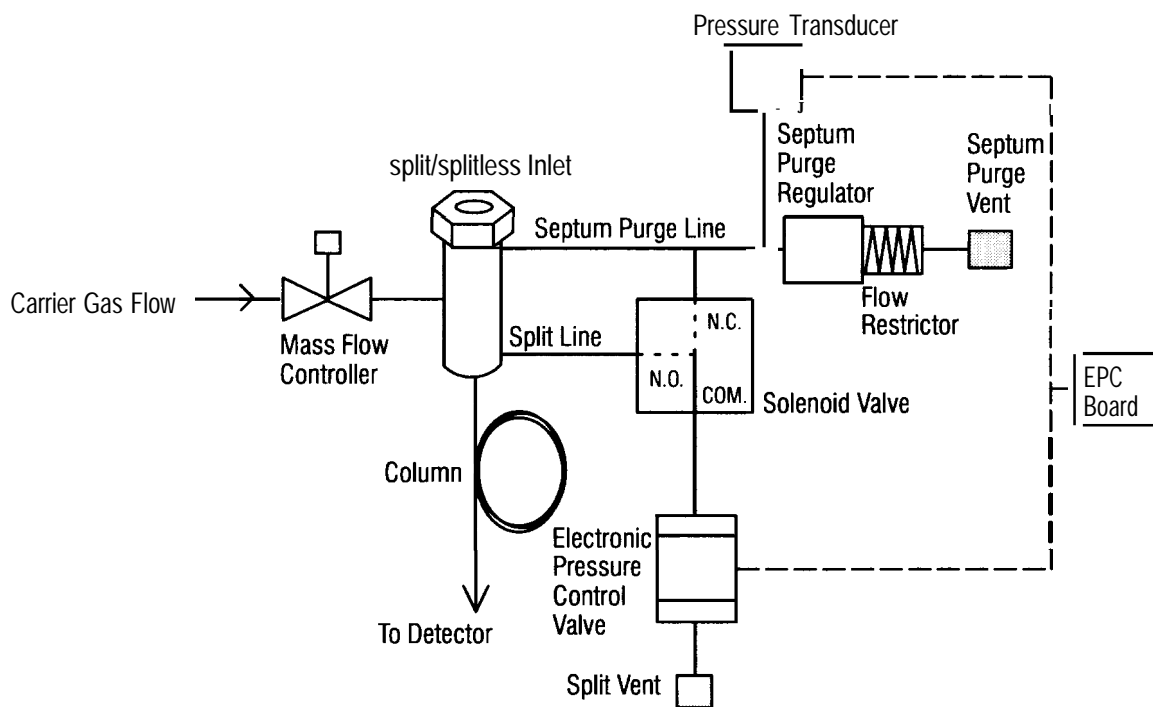 Pressure Transducer
Septum
Purge
Regulator
Septum
Purge
Vent
split/splitless Inlet
Septum Purge Line
Carrier Gas Flow
Mass Flow
Controller
Split Line
N.C.
N.O.
COM.
Solenoid Valve
Flow
Restrictor
EPC
Board
Column
Electronic
Pressure
Control
Valve
To Detector
Split Vent